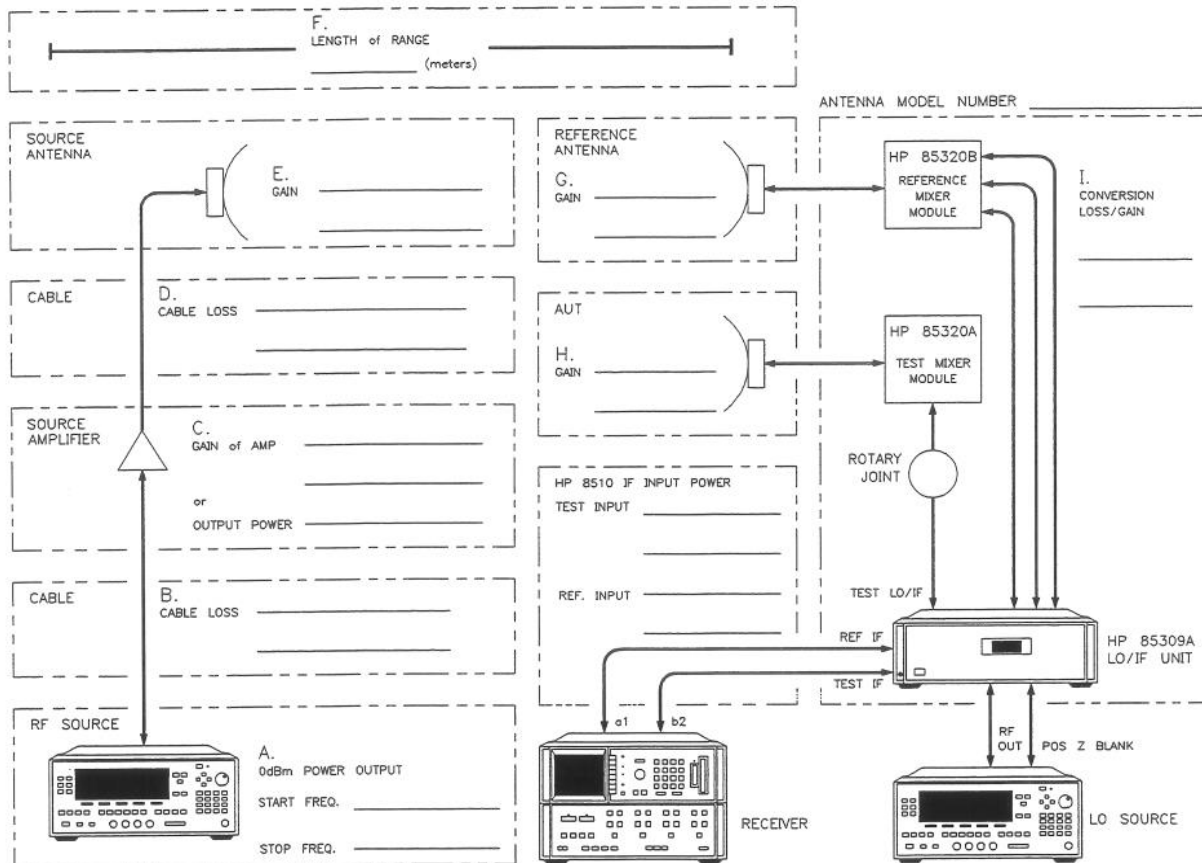 F.
LENGTH of RANGE
(meters)
ANTENNA MODEL NUMBER
SOURCE
ANTENNA
E.
GAIN
REFERENCE
ANTENNA
G.
GAIN
HP 85320B
REFERENCE
MIXER
MODULE
I.
CONVERSION
LOSS/GAIN
CABLE
D.
CABLE LOSS
AUT
H.
GAIN
HP 85320A
TEST MIXER
MODULE
SOURCE
AMPLIFIER
C.
GAIN of AMP
or
OUTPUT POWER
ROTARY
JOINT
HP 8510 IF INPUT POWER
TEST INPUT
REF. INPUT
CABLE
B.
CABLE LOSS
TEST LO/IF
REF IF
TEST IF
HP 85309A
LO/IF UNIT
a1
b2
RF
OUT
POS Z BLANK
RF SOURCE
A.
0dBm POWER OUTPUT
START FREQ.
STOP FREQ.
RECEIVER
LO SOURCE